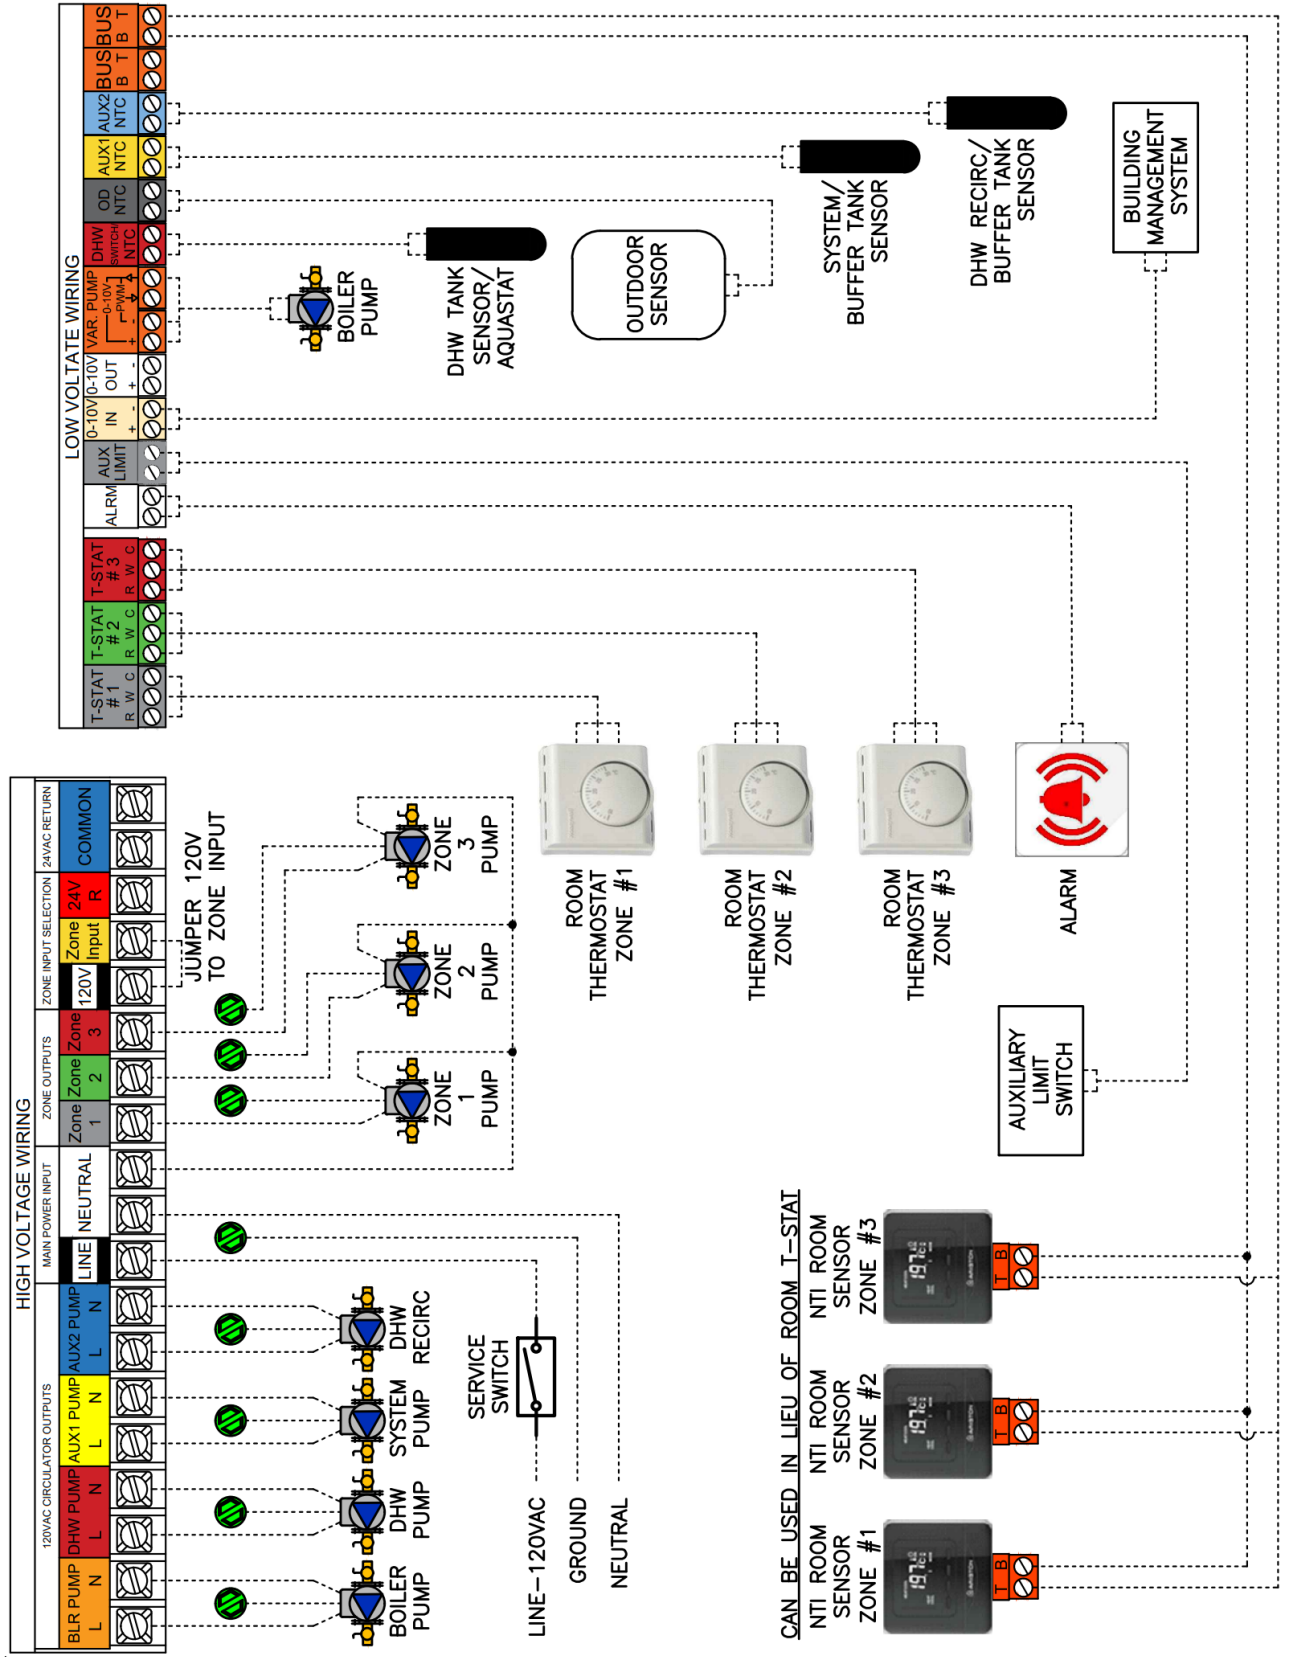 HIGH VOLTAGE WIRING
120VAC CIRCULATOR OUTPUTS
MAIN POWER INPUT
ZONE OUTPUTS
ZONE INPUT SELECTION
24VAC RETURN
BLR PUMP
L N
DHW PUMP
L N
AUX1 PUMP
L N
AUX2 PUMP
L N
LINE
NEUTRAL
Zone
1
Zone
2
Zone
3
120V
Zone
Input
24V
R
COMMON
JUMPER 120V
TO ZONE INPUT
BOILER
PUMP
DHW
PUMP
SYSTEM
PUMP
DHW
RECIRC
ZONE
1
PUMP
ZONE
2
PUMP
ZONE
3
PUMP
SERVICE
SWITCH
LINE-120VAC
GROUND
NEUTRAL
LOW VOLTATE WIRING
T-STAT
#1
R W C
T-STAT
#2
R W C
T-STAT
#3
R W C
ALRM
AUX
LIMIT
0-10V
IN
+ -
0-10V
OUT
+ -
VAR. PUMP
0-10V
PWM
+ -
DHW
SWITCH/
NTC
OD
NTC
AUX1
NTC
AUX2
NTC
BUS
B T
BUS
B T
BOILER
PUMP
DHW TANK
SENSOR/
AQUASTAT
OUTDOOR
SENSOR
SYSTEM/
BUFFER TANK
SENSOR
DHW RECIRC/
BUFFER TANK
SENSOR
BUILDING
MANAGEMENT
SYSTEM
ROOM
THERMOSTAT
ZONE #1
ROOM
THERMOSTAT
ZONE #2
ROOM
THERMOSTAT
ZONE #3
ALARM
AUXILIARY
LIMIT
SWITCH
CAN BE USED IN LIEU OF ROOM T-STAT
NTI ROOM
SENSOR
ZONE #1
197
ARISTON
T B
NTI ROOM
SENSOR
ZONE #2
197
ARISTON
T B
NTI ROOM
SENSOR
ZONE #3
197
ARISTON
T B